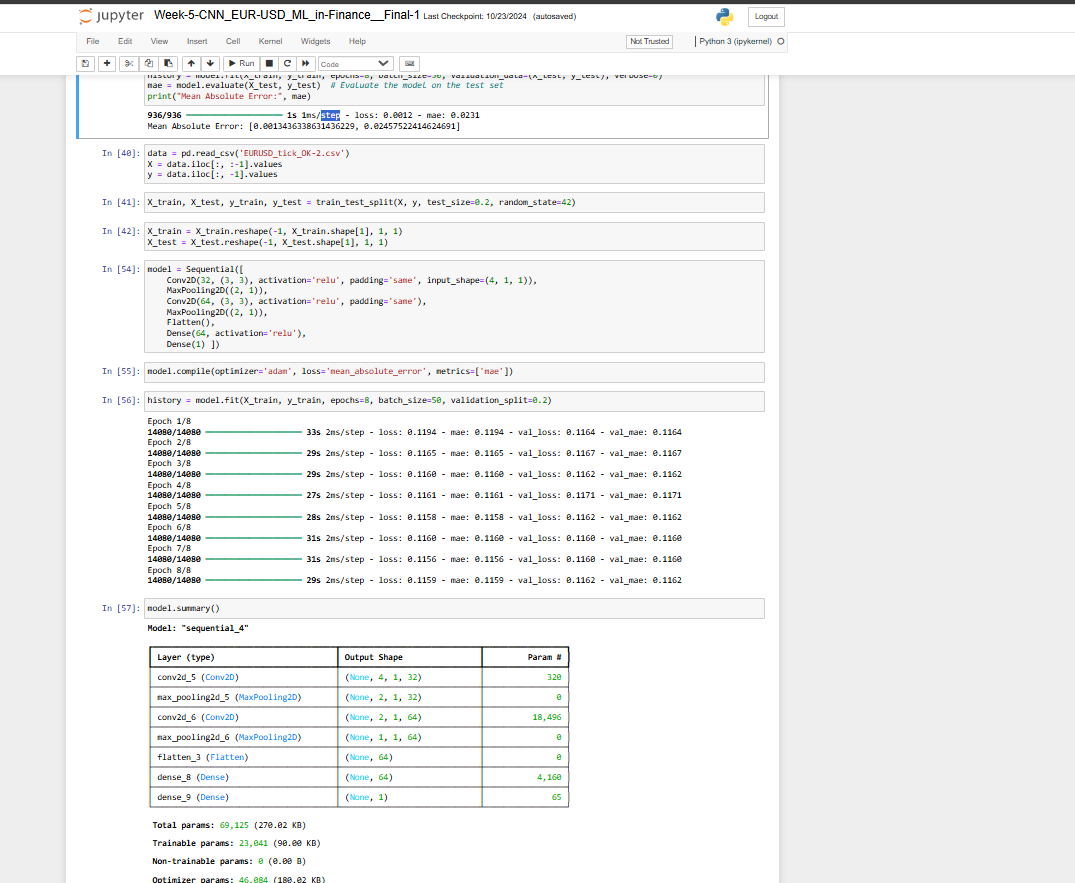 jupyter Week-5-CNN_EUR-USD_ML_in-Finance__Final-1 Last Checkpoint: 10/23/2024 (autosaved)
Logout
File Edit View Insert Cell Kernel Widgets Help
Not Trusted
Python 3 (ipykernel)
Run
Code
history = model.fit(X_train, y_train, epochs=8, batch_size=50, validation_data=(X_test, y_test), verbose=0)
mae = model.evaluate(X_test, y_test)  # Evaluate the model on the test set
print("Mean Absolute Error:", mae)
936/936 1s 1ms/step - loss: 0.0012 - mae: 0.0231
Mean Absolute Error: [0.0013436338631436229, 0.02457522414624691]
In [40]: data = pd.read_csv('EURUSD_tick_OK-2.csv')
X = data.iloc[:, :-1].values
y = data.iloc[:, -1].values
In [41]: X_train, X_test, y_train, y_test = train_test_split(X, y, test_size=0.2, random_state=42)
In [42]: X_train = X_train.reshape(-1, X_train.shape[1], 1, 1)
X_test = X_test.reshape(-1, X_test.shape[1], 1, 1)
In [54]: model = Sequential([
Conv2D(32, (3, 3), activation='relu', padding='same', input_shape=(4, 1, 1)),
MaxPooling2D((2, 1)),
Conv2D(64, (3, 3), activation='relu', padding='same'),
MaxPooling2D((2, 1)),
Flatten(),
Dense(64, activation='relu'),
Dense(1) ])
In [55]: model.compile(optimizer='adam', loss='mean_absolute_error', metrics=['mae'])
In [56]: history = model.fit(X_train, y_train, epochs=8, batch_size=50, validation_split=0.2)
Epoch 1/8
14080/14080 33s 2ms/step - loss: 0.1194 - mae: 0.1194 - val_loss: 0.1164 - val_mae: 0.1164
Epoch 2/8
14080/14080 29s 2ms/step - loss: 0.1165 - mae: 0.1165 - val_loss: 0.1167 - val_mae: 0.1167
Epoch 3/8
14080/14080 29s 2ms/step - loss: 0.1160 - mae: 0.1160 - val_loss: 0.1162 - val_mae: 0.1162
Epoch 4/8
14080/14080 27s 2ms/step - loss: 0.1161 - mae: 0.1161 - val_loss: 0.1171 - val_mae: 0.1171
Epoch 5/8
14080/14080 28s 2ms/step - loss: 0.1158 - mae: 0.1158 - val_loss: 0.1162 - val_mae: 0.1162
Epoch 6/8
14080/14080 31s 2ms/step - loss: 0.1160 - mae: 0.1160 - val_loss: 0.1160 - val_mae: 0.1160
Epoch 7/8
14080/14080 31s 2ms/step - loss: 0.1156 - mae: 0.1156 - val_loss: 0.1160 - val_mae: 0.1160
Epoch 8/8
14080/14080 29s 2ms/step - loss: 0.1159 - mae: 0.1159 - val_loss: 0.1162 - val_mae: 0.1162
In [57]: model.summary()
Model: "sequential_4"
Layer (type) Output Shape Param #
conv2d_5 (Conv2D) (None, 4, 1, 32) 320
max_pooling2d_5 (MaxPooling2D) (None, 2, 1, 32) 0
conv2d_6 (Conv2D) (None, 2, 1, 64) 18,496
max_pooling2d_6 (MaxPooling2D) (None, 1, 1, 64) 0
flatten_3 (Flatten) (None, 64) 0
dense_8 (Dense) (None, 64) 4,160
dense_9 (Dense) (None, 1) 65
Total params: 69,125 (270.02 KB)
Trainable params: 23,041 (90.00 KB)
Non-trainable params: 0 (0.00 B)
Optimizer params: 46,084 (180.02 KB)